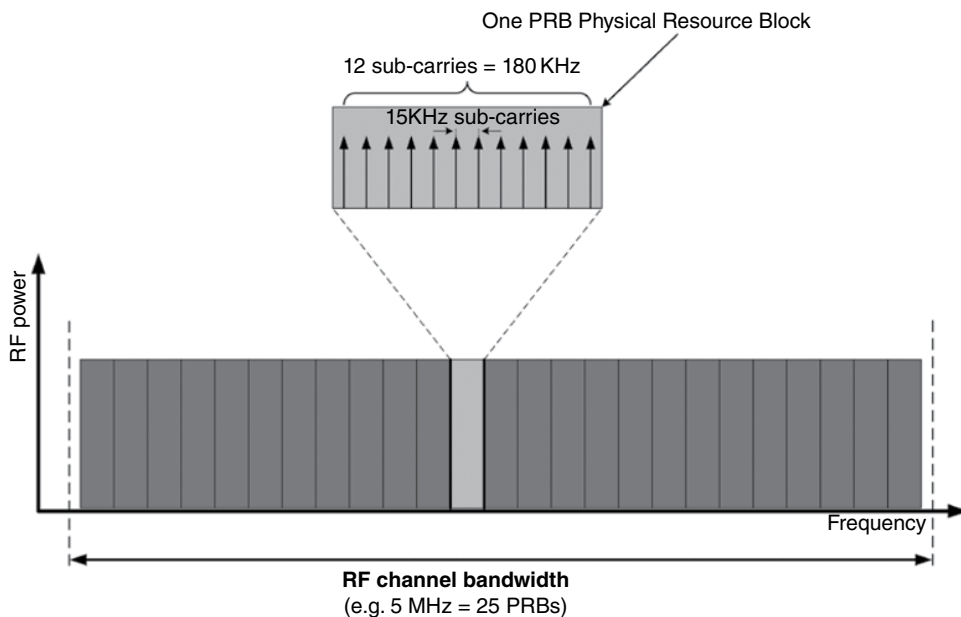 One PRB Physical Resource Block
12 sub-carries = 180 KHz
15KHz sub-carries
RF power
Frequency
RF channel bandwidth
(e.g. 5 MHz = 25 PRBs)